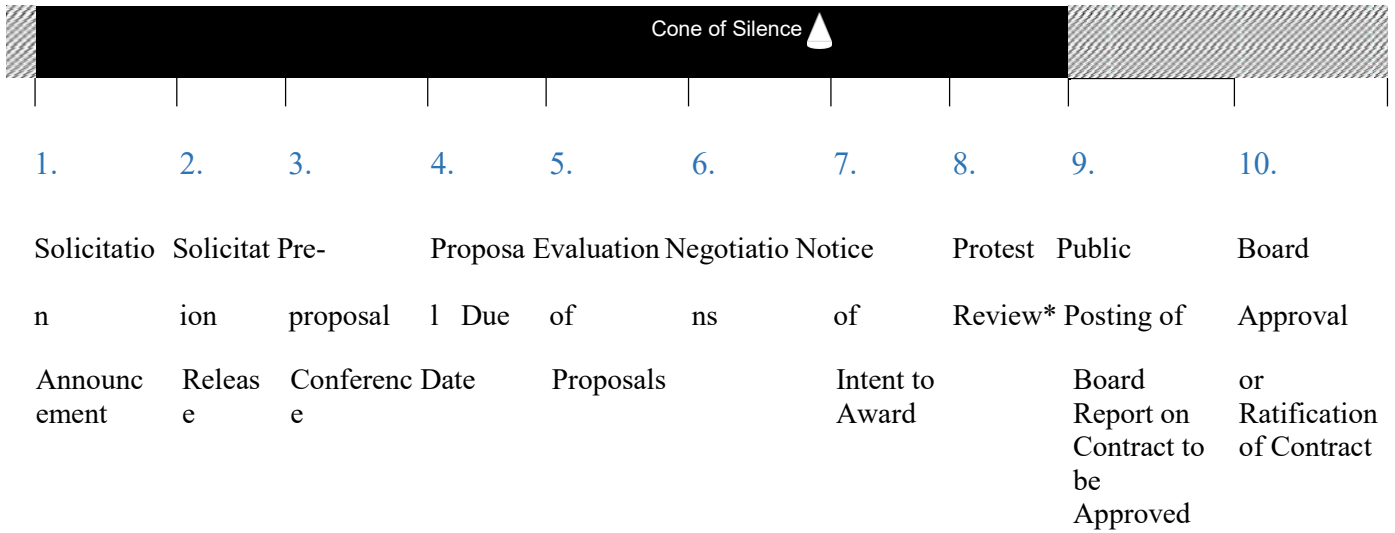 Cone of Silence
1. 2. 3. 4. 5. 6. 7. 8. 9. 10.
Solicitatio Solicitat Pre- Proposa Evaluation Negotiatio Notice Protest Public Board
n ion proposal l Due of ns of Review* Posting of Approval
Announc Releas Conferenc Date Proposals Intent to Board or
ement e e Award Report on Ratification
Contract to of Contract
be
Approved